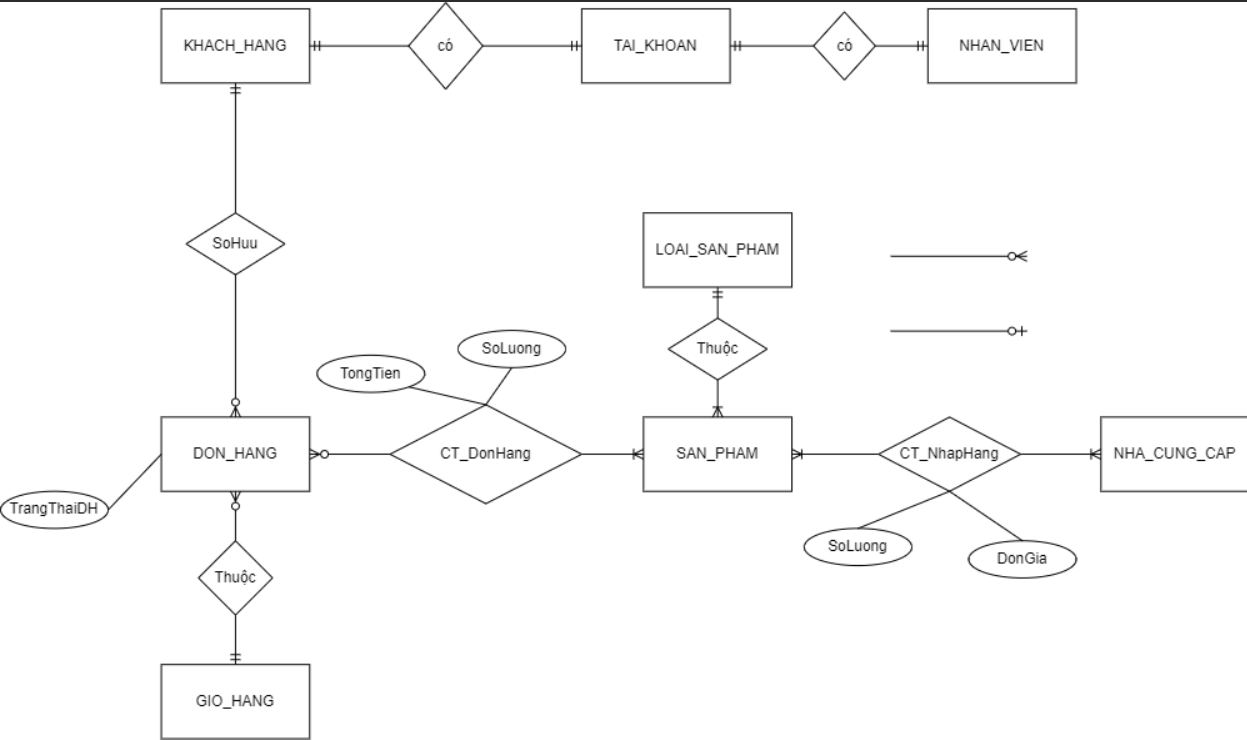 KHACH_HANG
có
TAI_KHOAN
có
NHAN_VIEN
SoHuu
LOAI_SAN_PHAM
Thuộc
SoLuong
TongTien
DON_HANG
CT_DonHang
SAN_PHAM
CT_NhapHang
NHA_CUNG_CAP
TrangThaiDH
SoLuong
DonGia
Thuộc
GIO_HANG